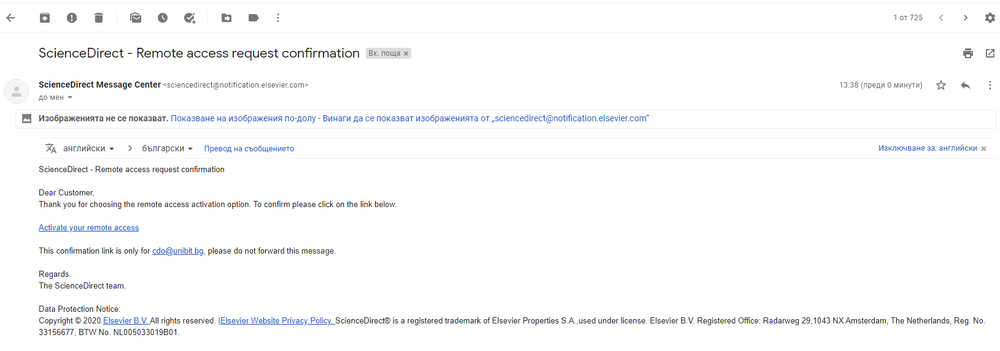 1 от 725
ScienceDirect - Remote access request confirmation Вх. поща ×
ScienceDirect Message Center <sciencedirect@notification.elsevier.com> 13:38 (преди 0 минути)
до мен
Изображенията не се показват. Показване на изображения по-долу - Винаги да се показват изображенията от „sciencedirect@notification.elsevier.com“
английски > български Превод на съобщението Изключване за: английски ×
ScienceDirect - Remote access request confirmation
Dear Customer,
Thank you for choosing the remote access activation option. To confirm please click on the link below.
Activate your remote access
This confirmation link is only for cdo@unibit.bg, please do not forward this message.
Regards.
The ScienceDirect team.
Data Protection Notice:
Copyright © 2020.Elsevier B.V. All rights reserved. |Elsevier Website Privacy Policy. ScienceDirect® is a registered trademark of Elsevier Properties S.A.,used under license. Elsevier B.V. Registered Office: Radarweg 29,1043 NX Amsterdam, The Netherlands, Reg. No.
33156677, BTW No. NL005033019B01.